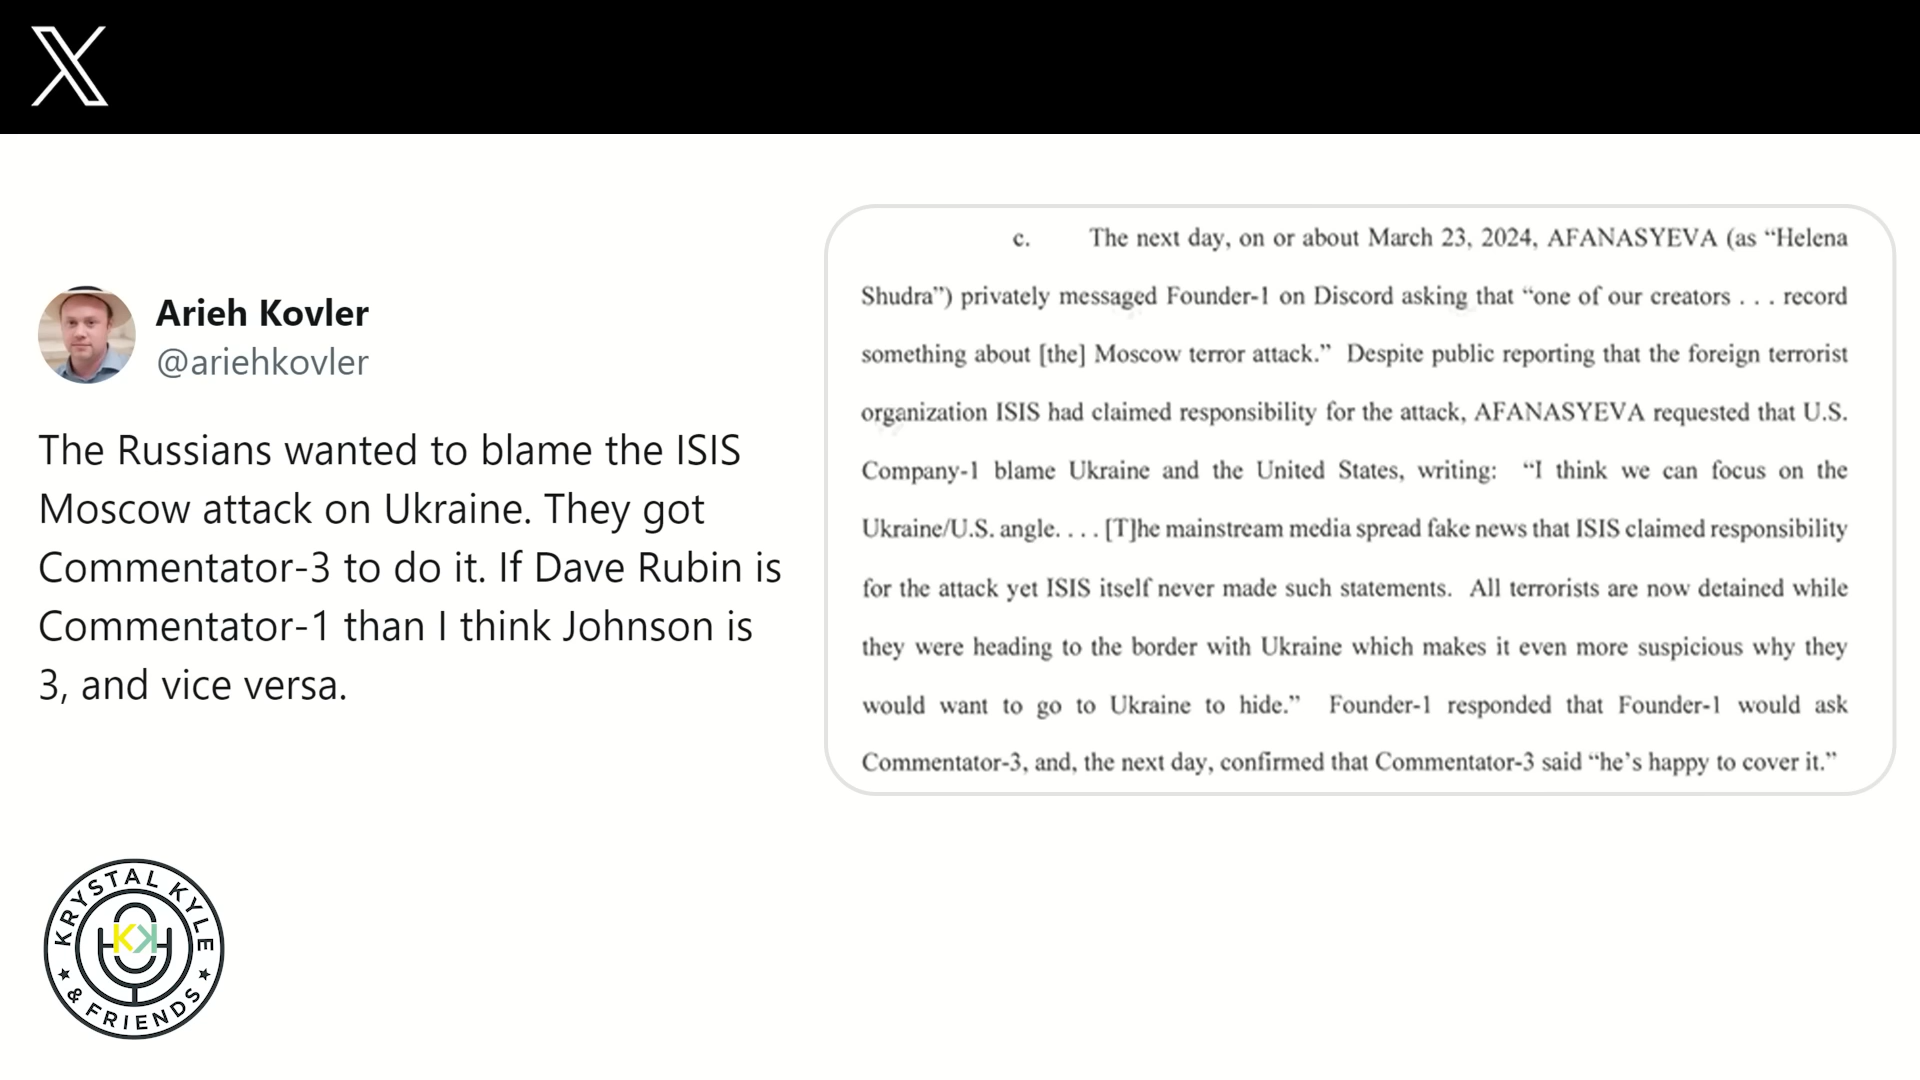 Arieh Kovler
@ariehkovler
The Russians wanted to blame the ISIS
Moscow attack on Ukraine. They got
Commentator-3 to do it. If Dave Rubin is
Commentator-1 than I think Johnson is
3, and vice versa.
c. The next day, on or about March 23, 2024, AFANASYEVA (as “Helena
Shudra”) privately messaged Founder-1 on Discord asking that “one of our creators . . . record
something about [the] Moscow terror attack.” Despite public reporting that the foreign terrorist
organization ISIS had claimed responsibility for the attack, AFANASYEVA requested that U.S.
Company-1 blame Ukraine and the United States, writing: “I think we can focus on the
Ukraine/U.S. angle. . . . [T]he mainstream media spread fake news that ISIS claimed responsibility
for the attack yet ISIS itself never made such statements. All terrorists are now detained while
they were heading to the border with Ukraine which makes it even more suspicious why they
would want to go to Ukraine to hide.” Founder-1 responded that Founder-1 would ask
Commentator-3, and, the next day, confirmed that Commentator-3 said “he’s happy to cover it.”
KRYSTAL KYLE
KK
& FRIENDS